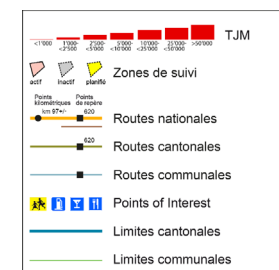 TJM
<1'000 1'000- 2'500- 5'000- 10'000- 25'000- >50'000
<2'500 <5'000 <10'000 <25'000 <50'000
Zones de suivi
actif inactif planifié
Points kilométriques Points de repère
km 97+/- 620
Routes nationales
620
Routes cantonales
Routes communales
Points of Interest
Limites cantonales
Limites communales